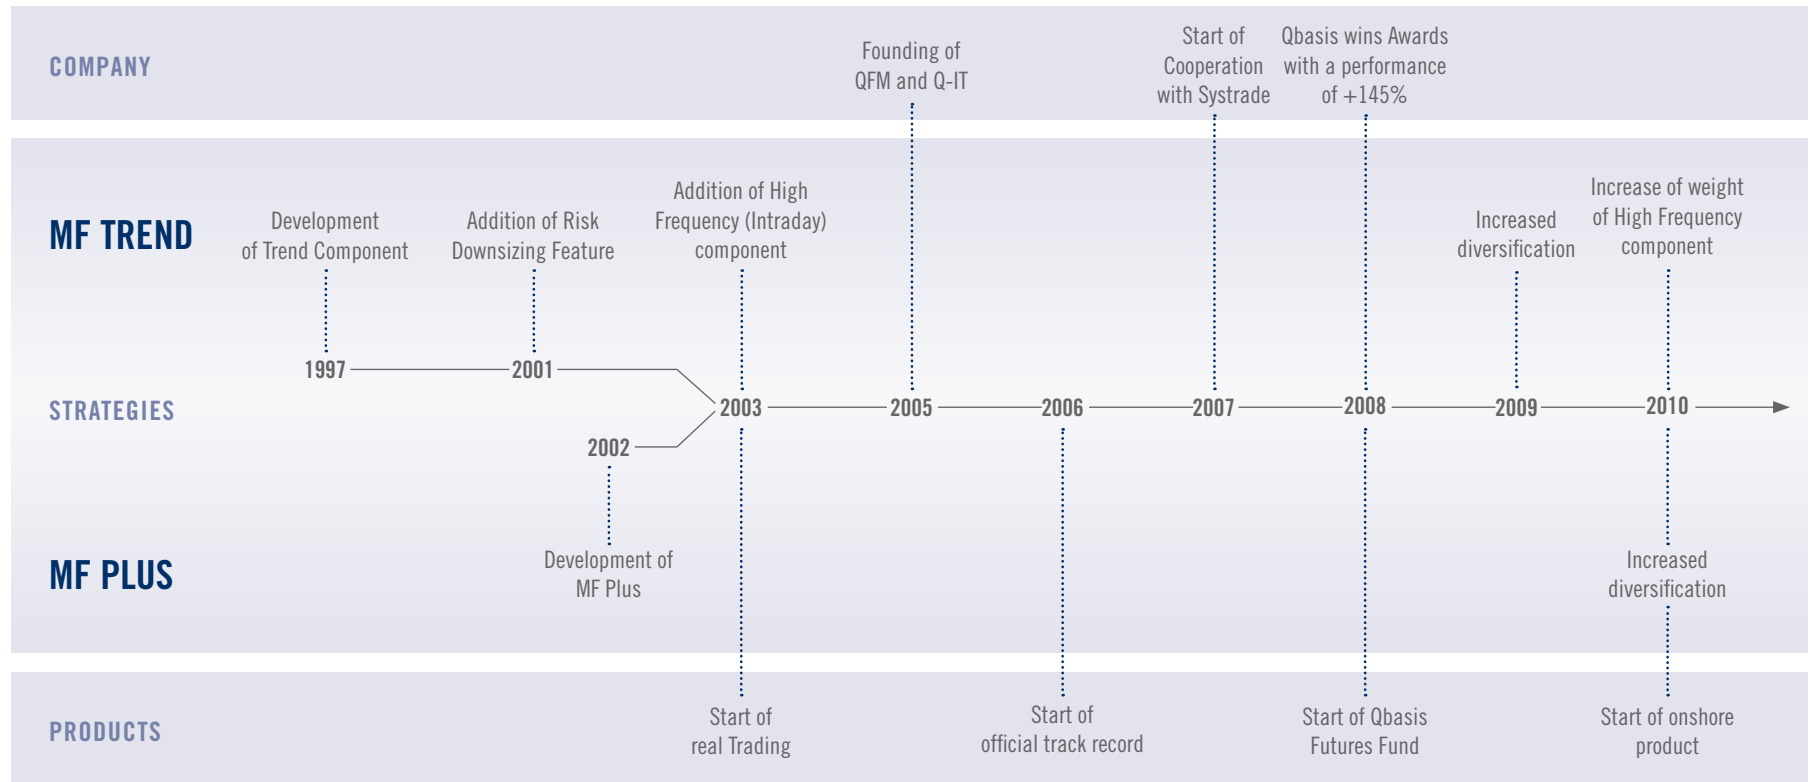 COMPANY
Founding of
QFM and Q-IT
Start of
Cooperation
with Systrade
Qbasis wins Awards
with a performance
of +145%
MF TREND
Development
of Trend Component
Addition of Risk
Downsizing Feature
Addition of High
Frequency (Intraday)
component
Increased
diversification
Increase of weight
of High Frequency
component
1997
2001
STRATEGIES
2003
2005
2006
2007
2008
2009
2010
2002
MF PLUS
Development of
MF Plus
Increased
diversification
PRODUCTS
Start of
real Trading
Start of
official track record
Start of Qbasis
Futures Fund
Start of onshore
product